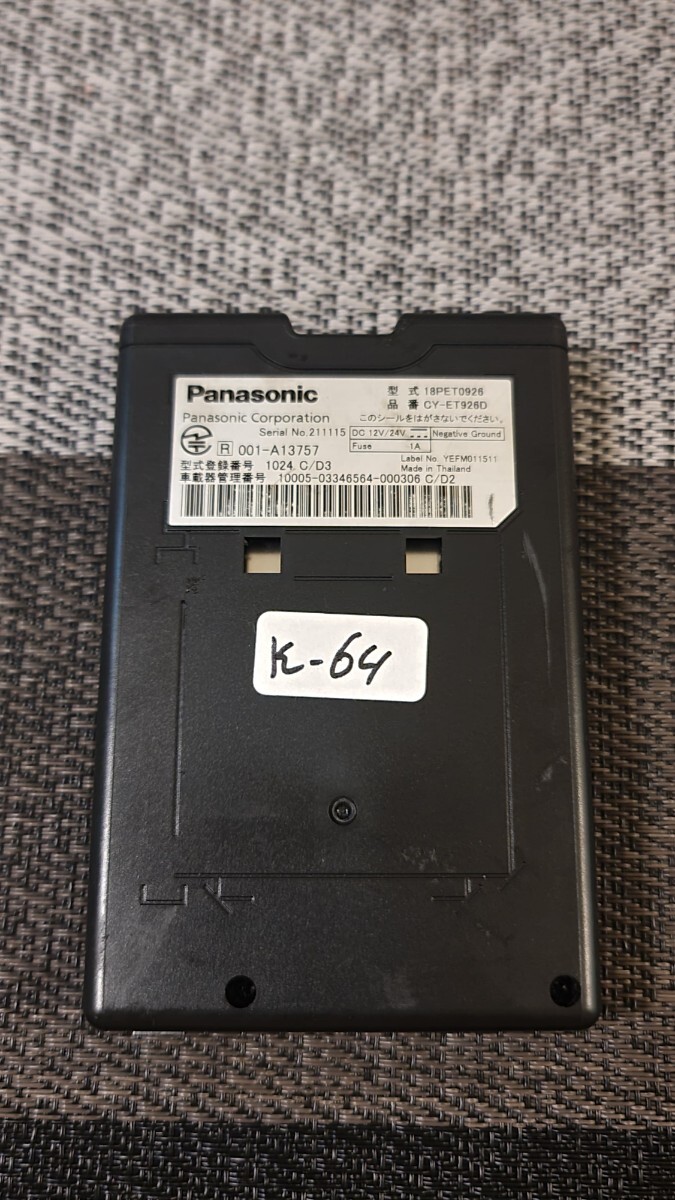 Panasonic
型 式 18PET0926
品 番 CY-ET926D
Panasonic Corporation
このシールをはがさないでください。
Serial No.211115
DC 12V/24V
Negative Ground
Fuse 1A
R 001-A13757
Label No. YEFM011511
Made in Thailand
型式登録番号 1024 C/D3
車載器管理番号 10005-03346564-000306 C/D2
K-64